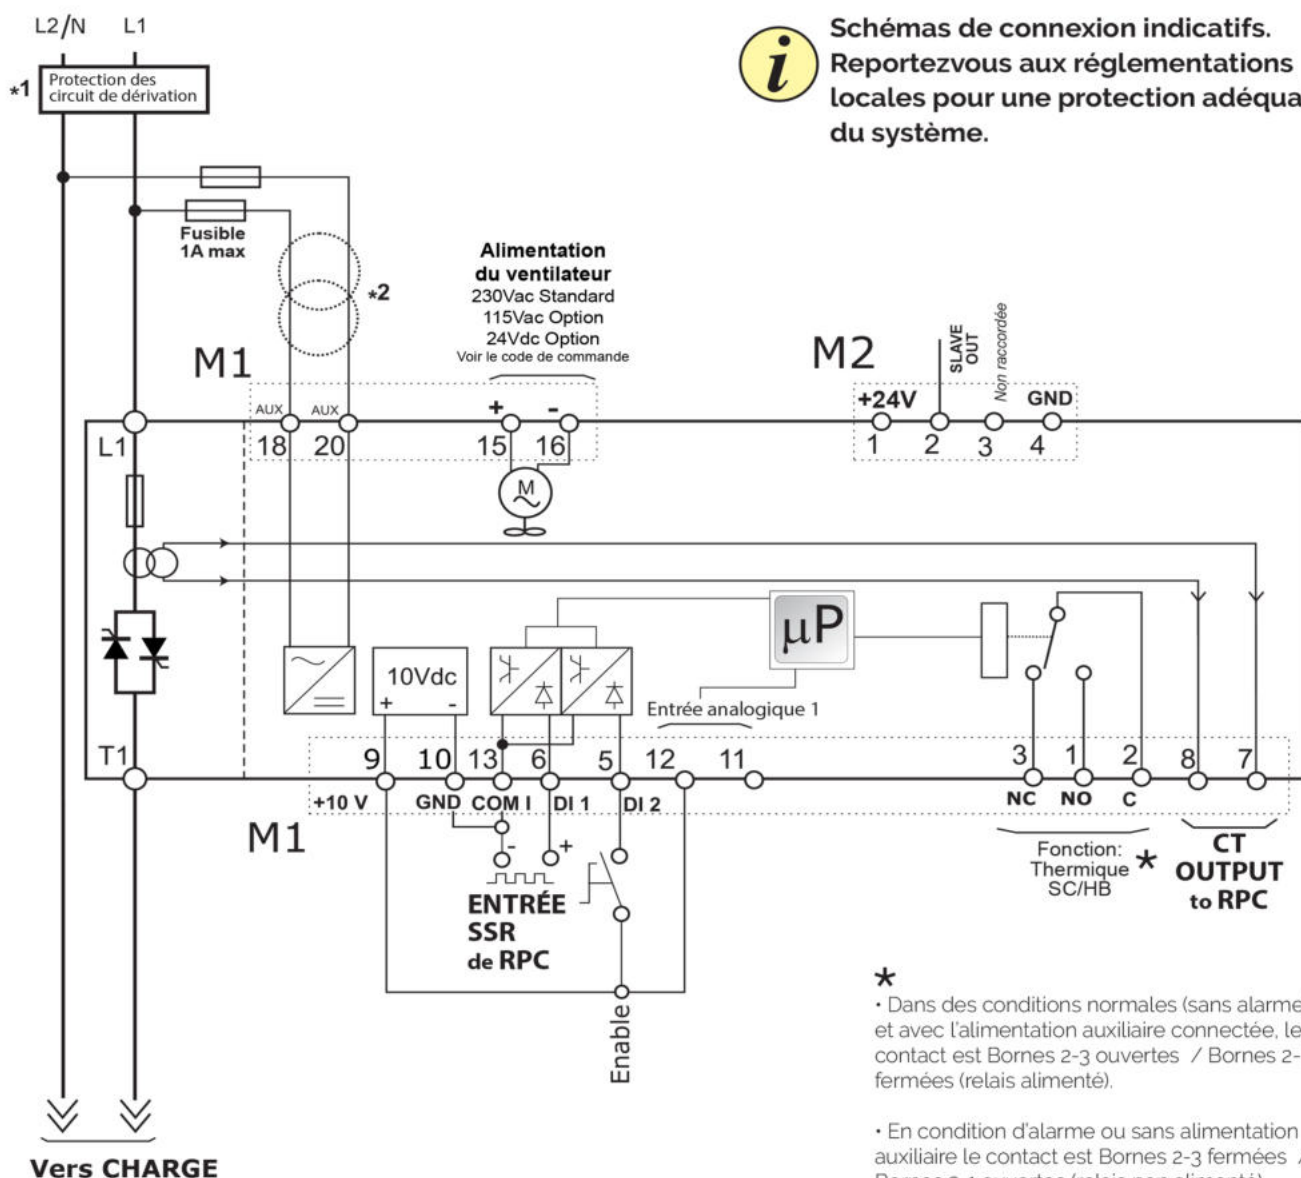 L2/N L1
Schémas de connexion indicatifs.
Reportezvous aux réglementations
locales pour une protection adéqua
du système.
i
*1
Protection des
circuit de dérivation
Fusible
1A max
*2
Alimentation
du ventilateur
230Vac Standard
115Vac Option
24Vdc Option
Voir le code de commande
M1
M2
SLAVE
OUT
Non raccordée
AUX AUX + -
+24V GND
L1 18 20 15 16 1 2 3 4
M
µP
10Vdc
+ -
Entrée analogique 1
T1 9 10 13 6 5 12 11 3 1 2 8 7
+10 V GND COM I DI 1 DI 2 NC NO C
M1
- +
ENTRÉE
SSR
de RPC
Enable
Fonction:
Thermique
SC/HB
*
CT
OUTPUT
to RPC
*
• Dans des conditions normales (sans alarme
et avec l'alimentation auxiliaire connectée, le
contact est Bornes 2-3 ouvertes / Bornes 2-
fermées (relais alimenté).
• En condition d'alarme ou sans alimentation
auxiliaire le contact est Bornes 2-3 fermées /
Vers CHARGE